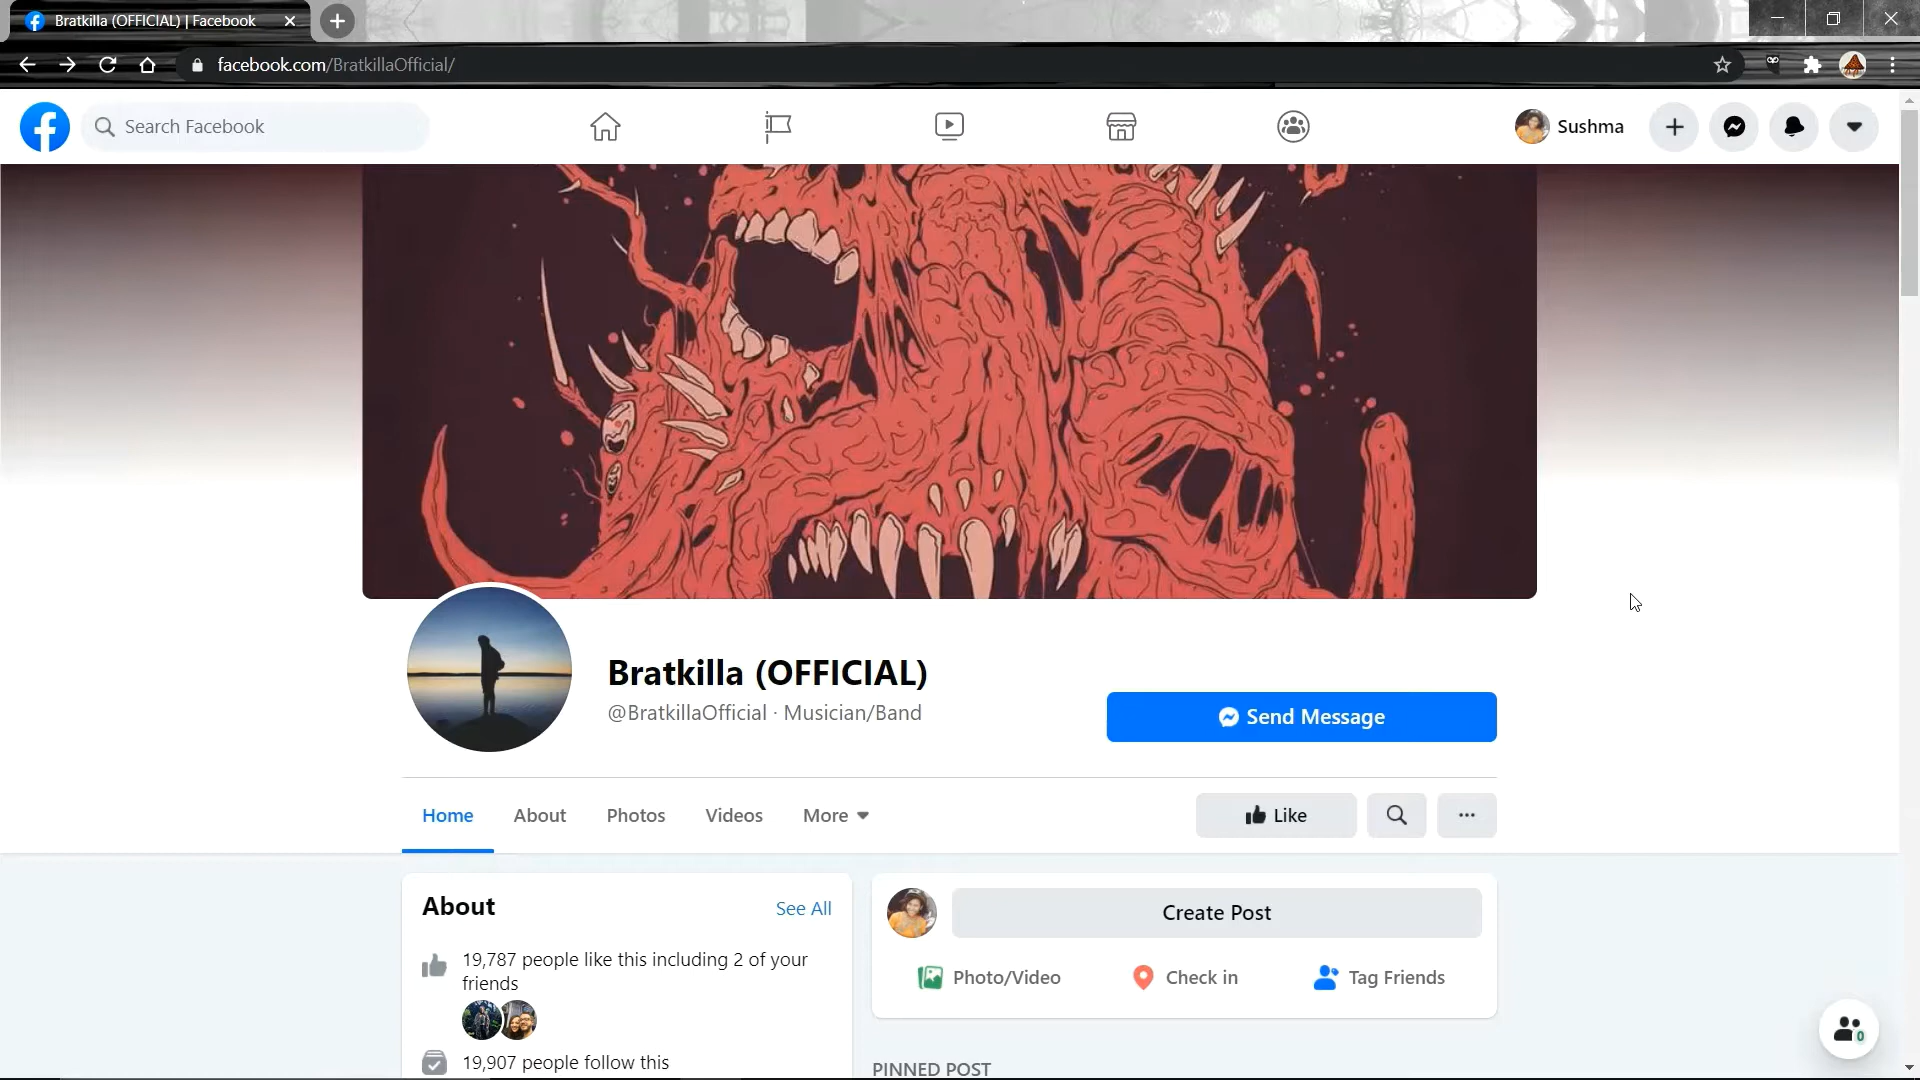 Bratkilla (OFFICIAL) | Facebook
facebook.com/BratkillaOfficial/
Search Facebook
Sushma
Bratkilla (OFFICIAL)
@BratkillaOfficial · Musician/Band
Send Message
Home About Photos Videos More
Like
About
See All
Create Post
19,787 people like this including 2 of your
friends
Photo/Video Check in Tag Friends
19,907 people follow this
PINNED POST
0